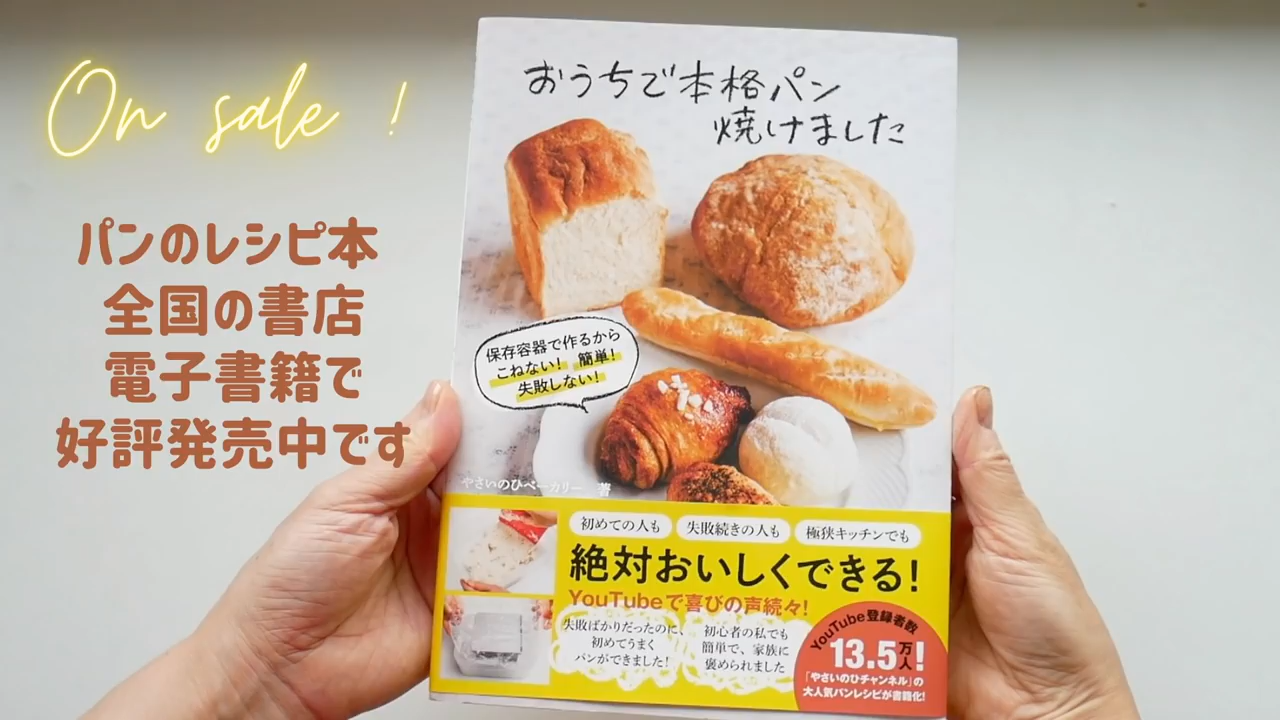 On sale !
パンのレシピ本
全国の書店
電子書籍で
好評発売中です
おうちで本格パン
焼けました
保存容器で作るから
こねない! 簡単!
失敗しない!
やさいのひベーカリー 著
初めての人も 失敗続きの人も 極狭キッチンでも
絶対おいしくできる!
YouTubeで喜びの声続々!
失敗ばかりだったのに、
初めてうまく
パンができました!
初心者の私でも
簡単で、家族に
褒められました
YouTube登録者数
13.5万人!
「やさいのひチャンネル」の
大人気パンレシピが書籍化!